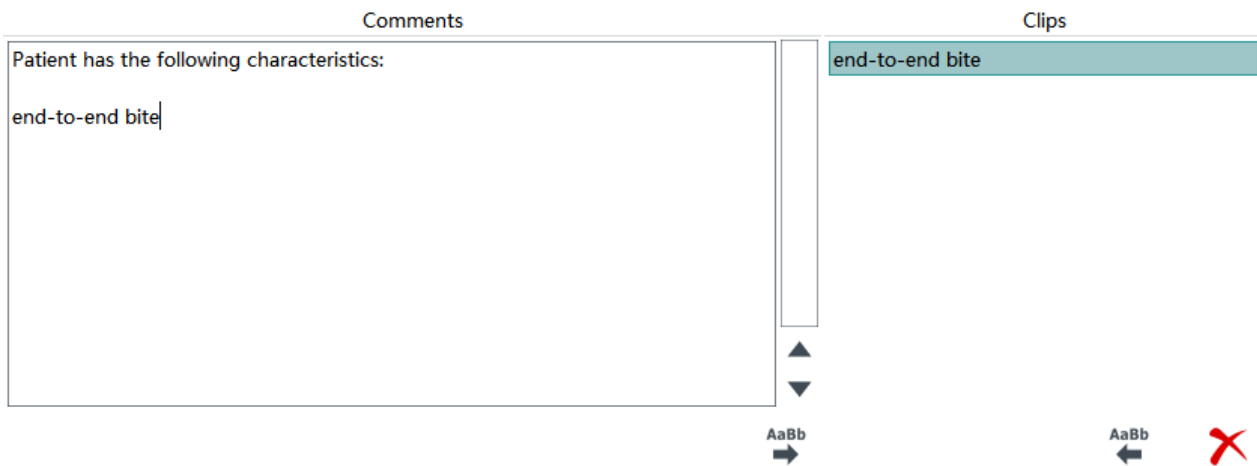 Comments
Clips
Patient has the following characteristics:
end-to-end bite
end-to-end bite
AaBb
AaBb